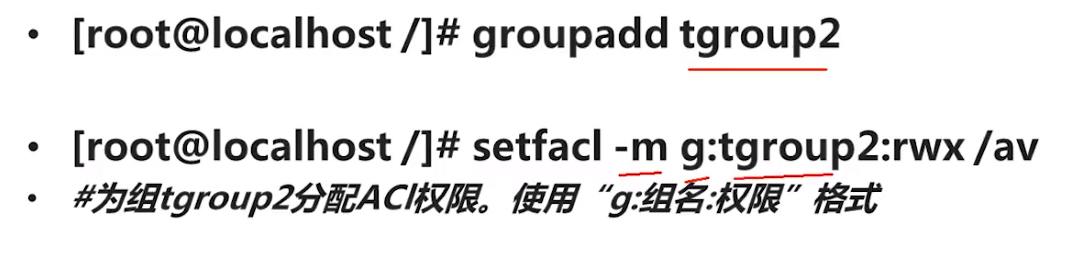 • [root@localhost /]# groupadd tgroup2
• [root@localhost /]# setfacl -m g:tgroup2:rwx /av
• #为组tgroup2分配ACl权限。使用“g:组名:权限”格式